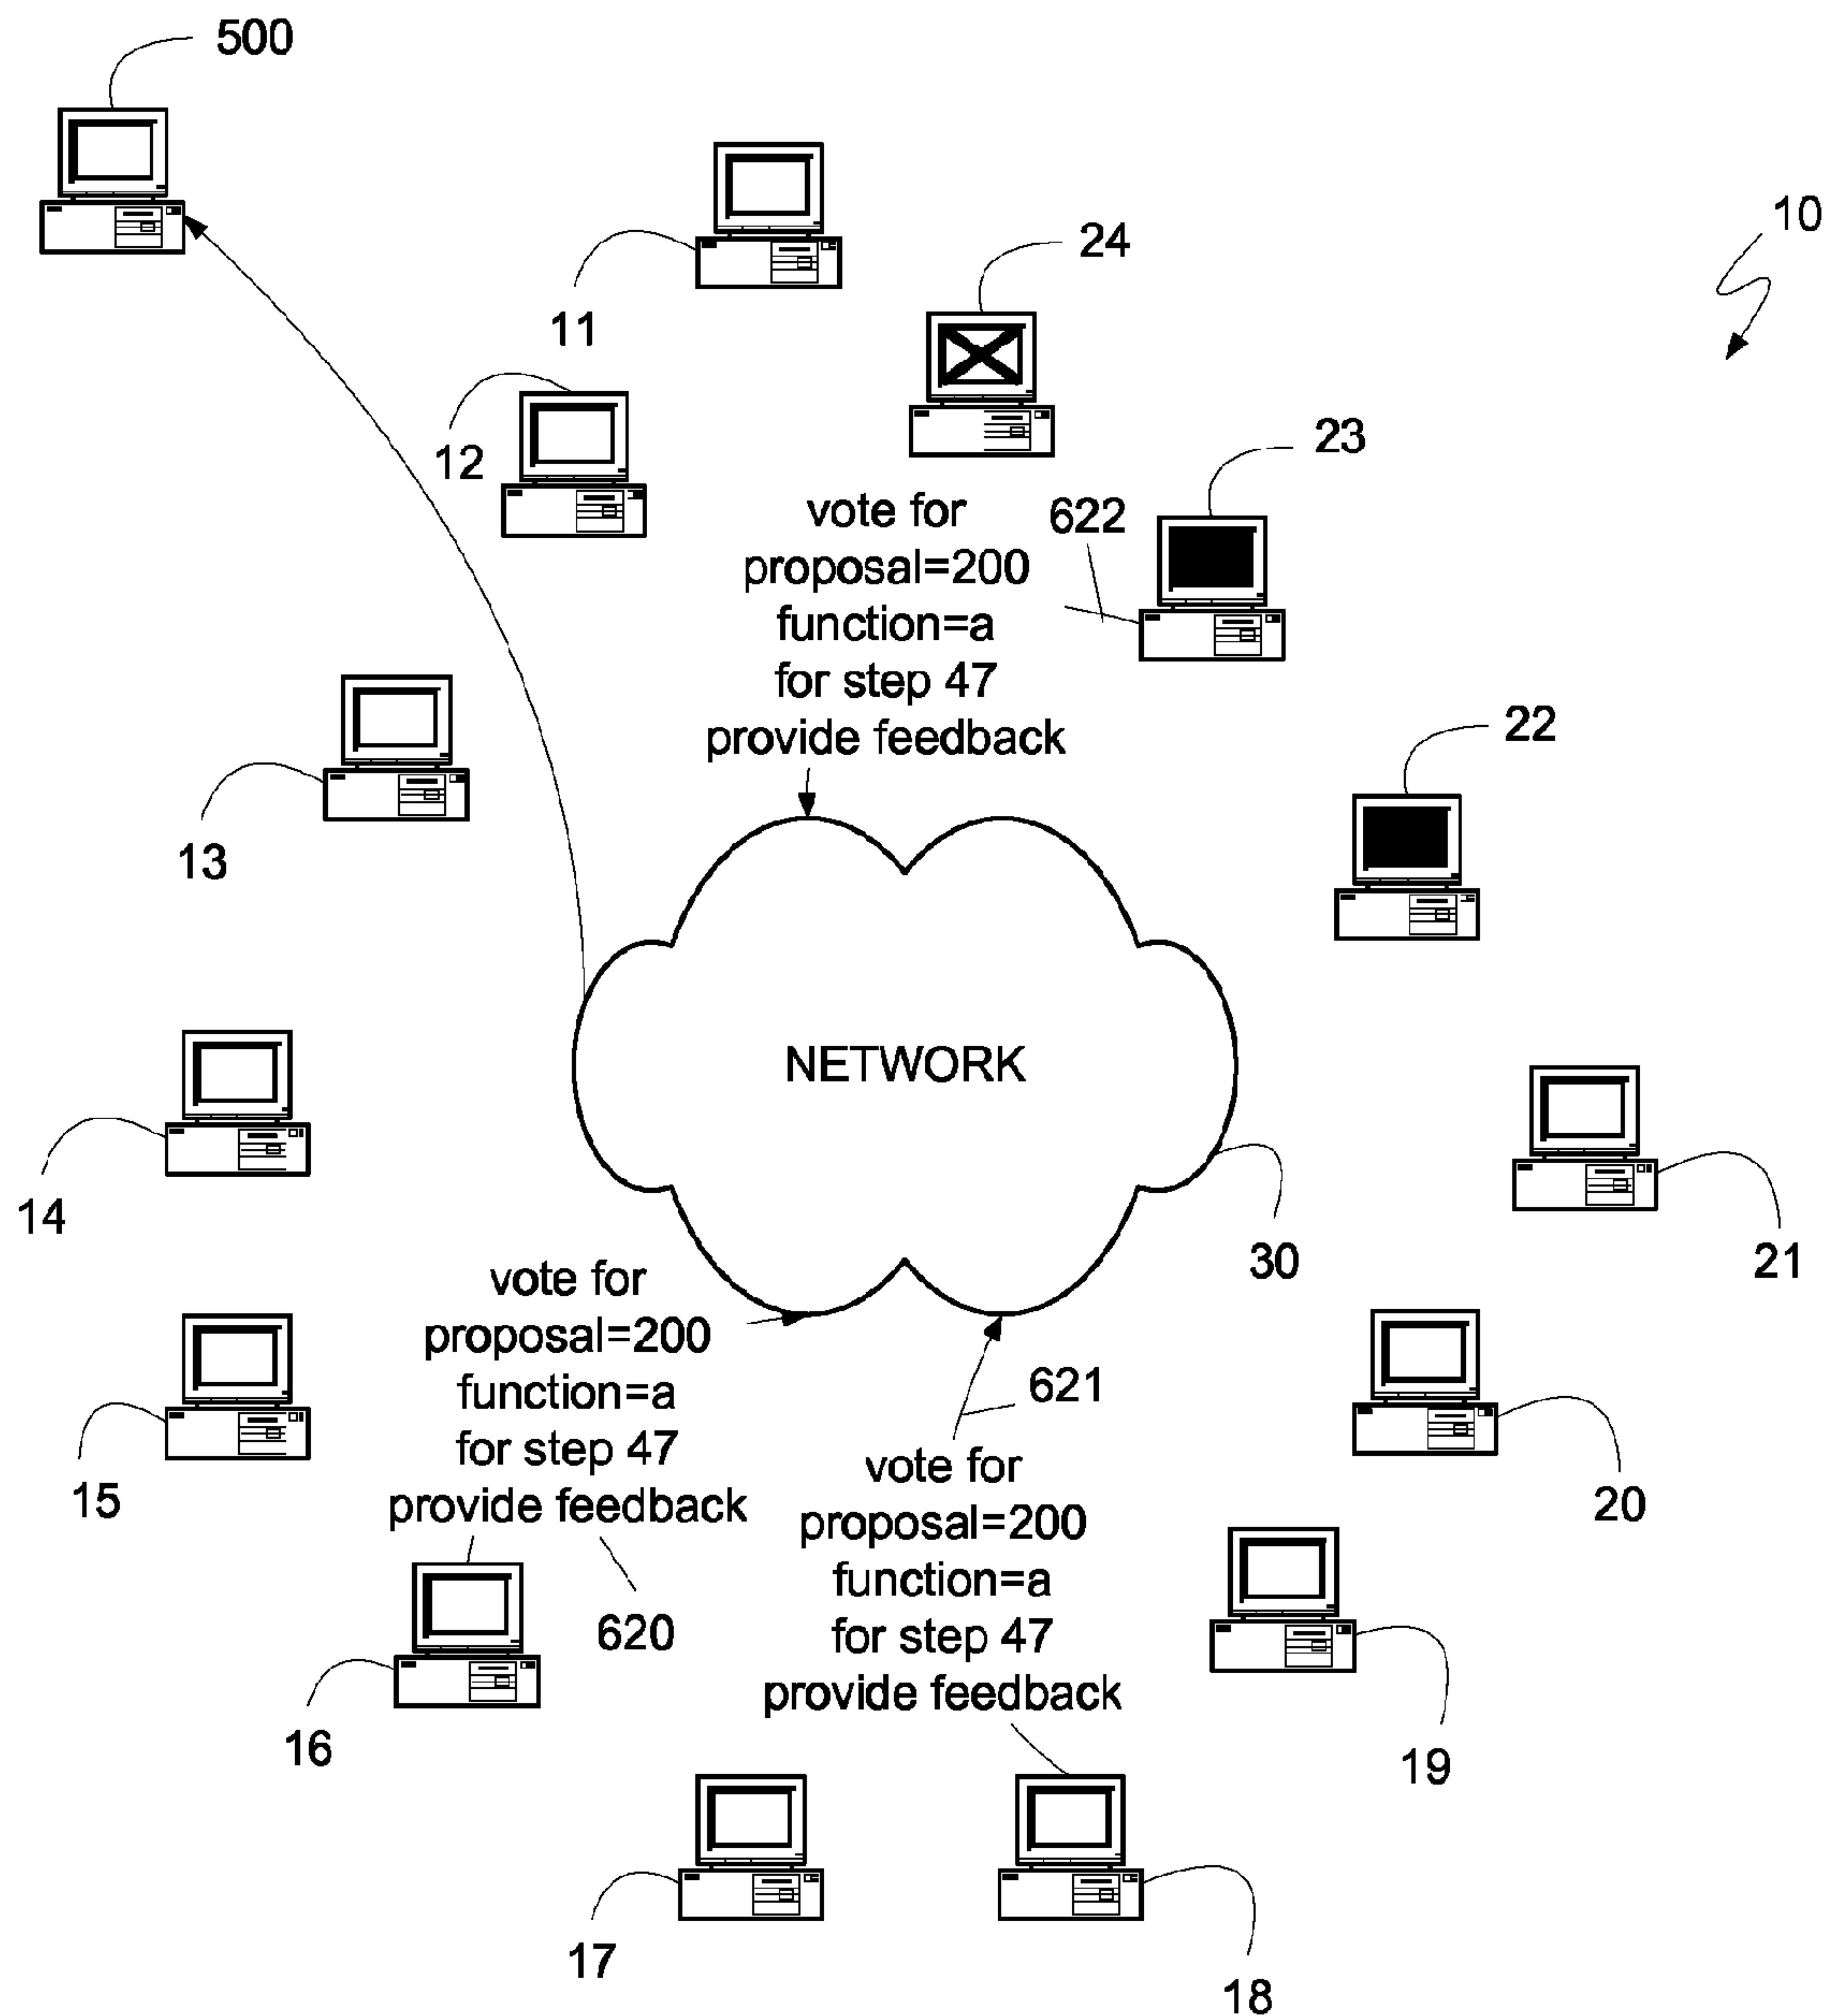 500
10
11
24
12
23
vote for
proposal=200
function=a
for step 47
provide feedback
622
22
13
NETWORK
14
30
21
vote for
proposal=200
function=a
for step 47
provide feedback
621
15
20
vote for
proposal=200
function=a
for step 47
provide feedback
620
16
19
17
18